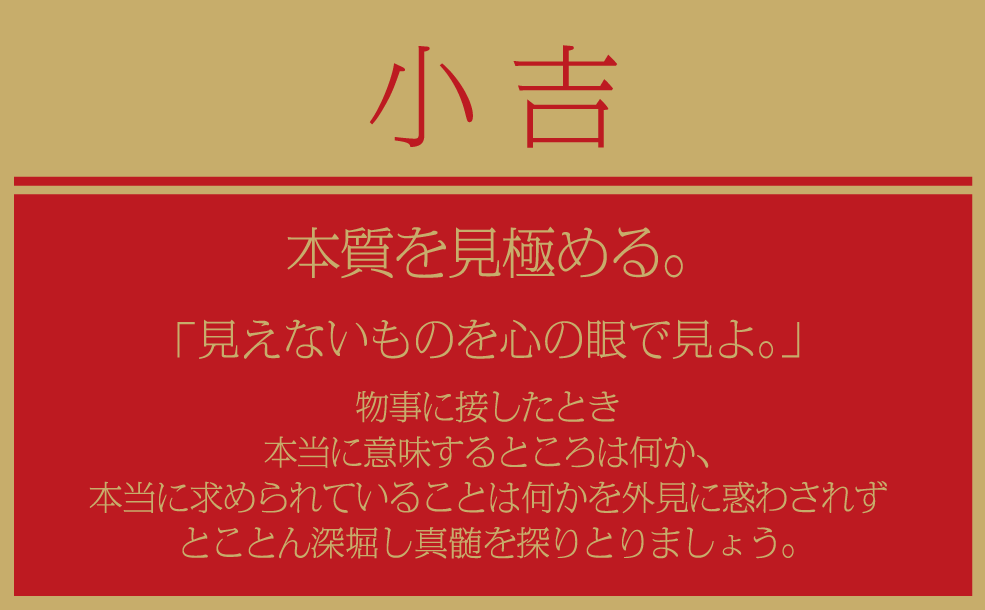 小吉
本質を見極める。
「見えないものを心の眼で見よ。」
物事に接したとき
本当に意味するところは何か、
本当に求められていることは何かを外見に惑わされず
とことん深堀し真髄を探りとりましょう。